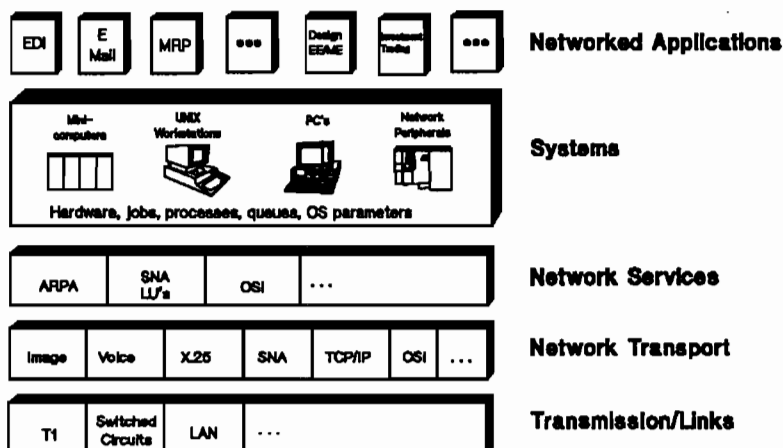 EDI
E
Mail
MRP
•••
Design
EE/ME
Investment
Trading
•••
Networked Applications
Mini-
computers
UNIX
Workstations
PC's
Network
Peripherals
Hardware, jobs, processes, queues, OS parameters
Systems
ARPA
SNA
LU's
OSI
...
Network Services
Image
Voice
X.25
SNA
TCP/IP
OSI
...
Network Transport
T1
Switched
Circuits
LAN
...
Transmission/Links